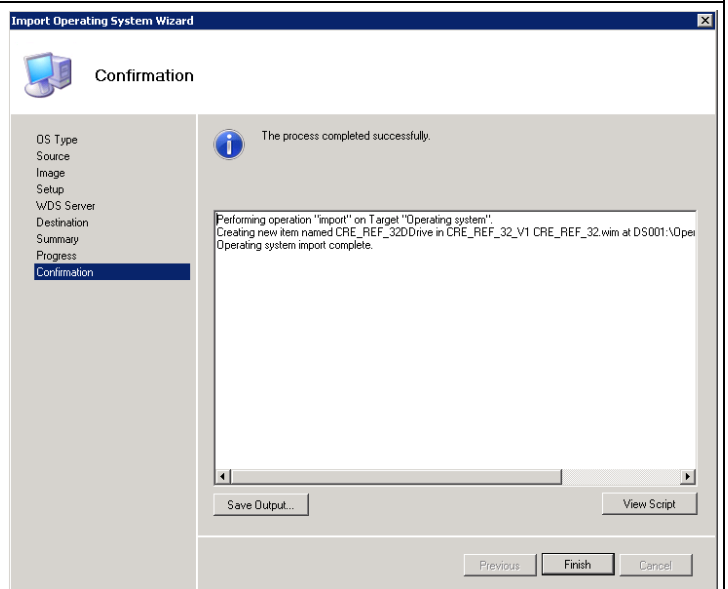 Import Operating System Wizard
Confirmation
OS Type
Source
Image
Setup
WDS Server
Destination
Summary
Progress
Confirmation
The process completed successfully.
Performing operation "import" on Target "Operating system".
Creating new item named CRE_REF_32DDrive in CRE_REF_32_V1 CRE_REF_32.wim at DS001:\Oper
Operating system import complete.
Save Output...
View Script
Previous
Finish
Cancel